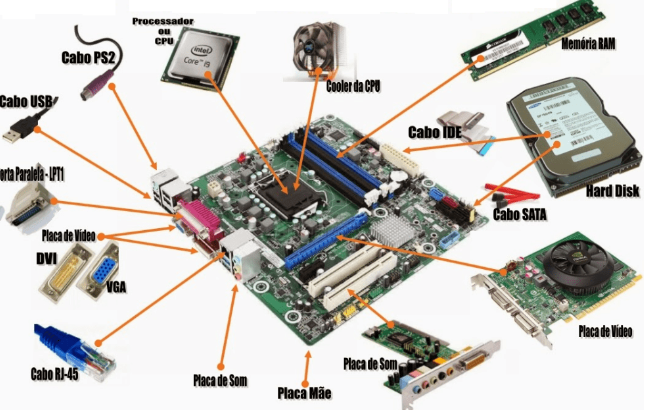 Processador
ou
CPU
Cabo PS2
intel
Core™ i5
Cooler da CPU
Memória RAM
Cabo USB
Cabo IDE
Hard Disk
orta Paralela - LPT1
Cabo SATA
Placa de Vídeo
DVI
VGA
Placa de Vídeo
Cabo RJ-45
Placa de Som
Placa Mãe
Placa de Som